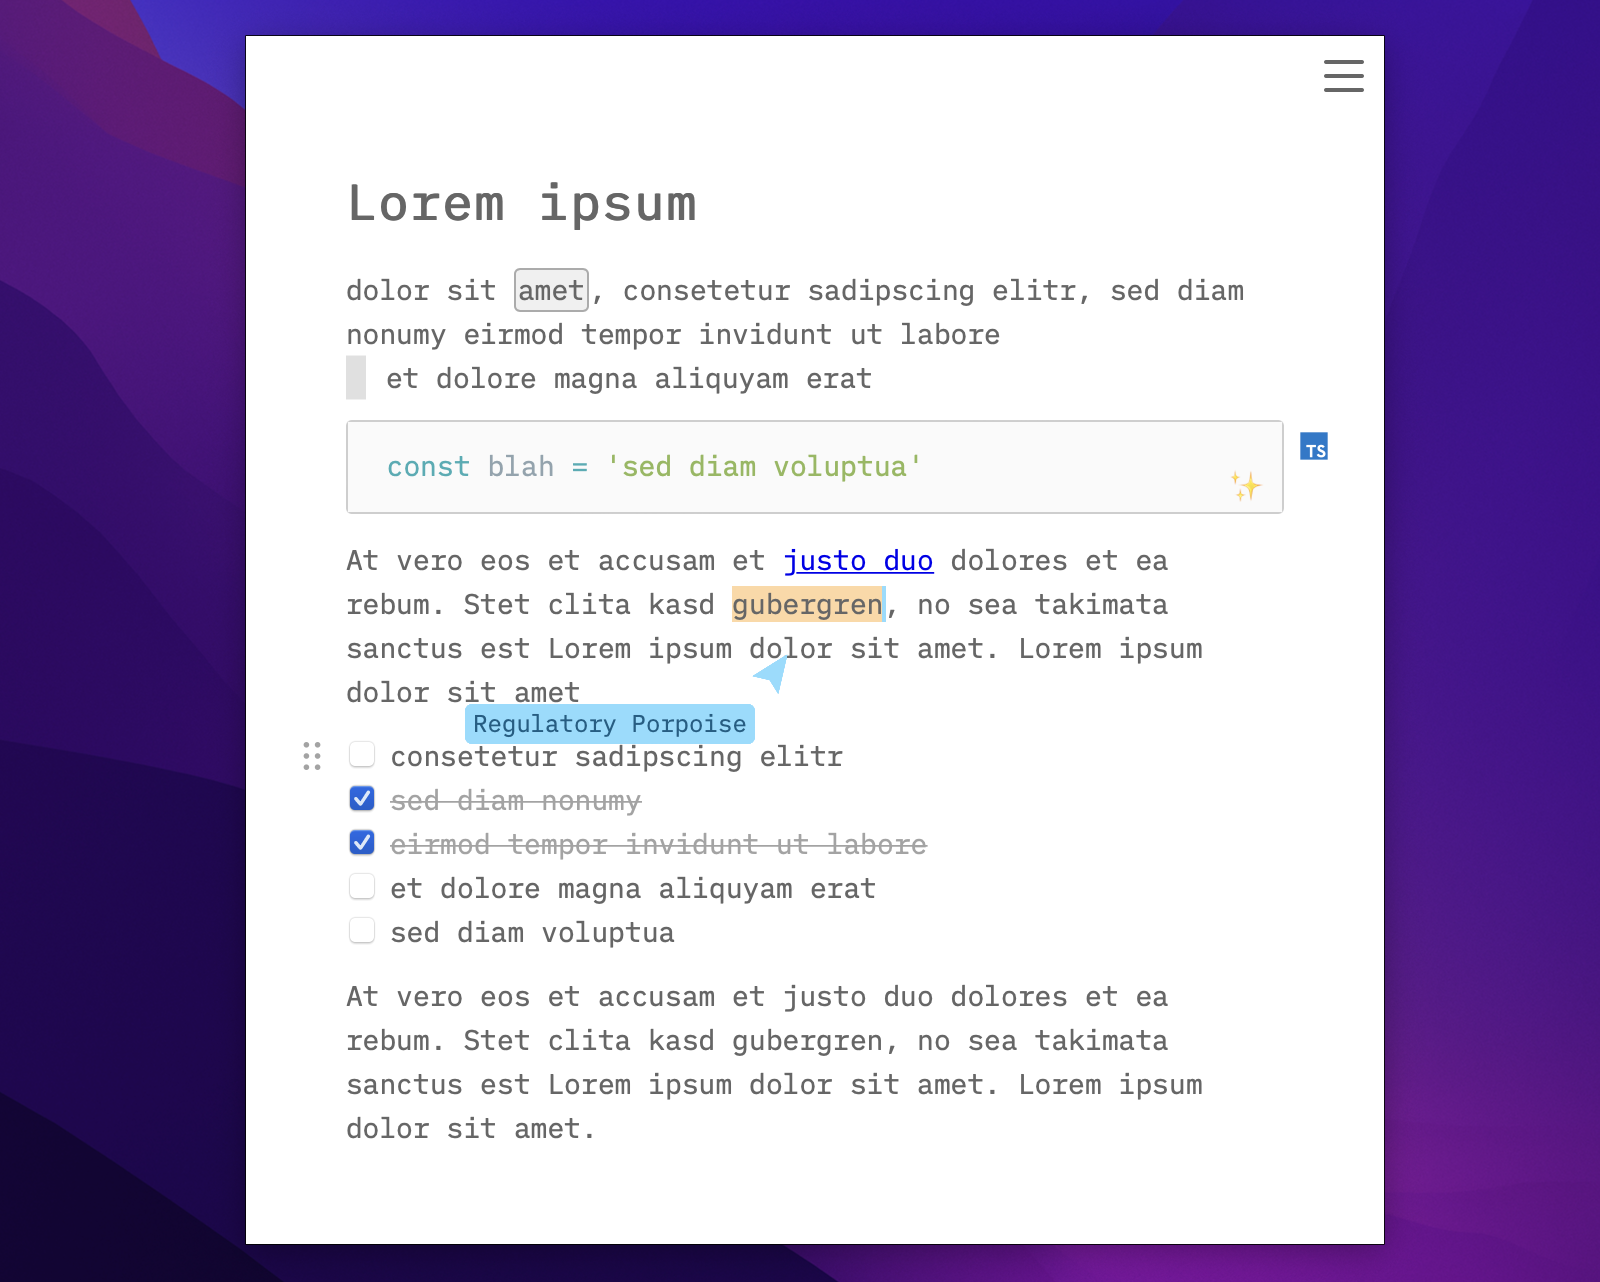 Lorem ipsum
dolor sit amet, consetetur sadipscing elitr, sed diam
nonumy eirmod tempor invidunt ut labore
et dolore magna aliquyam erat
const blah = 'sed diam voluptua'
TS
At vero eos et accusam et justo duo dolores et ea
rebum. Stet clita kasd gubergren, no sea takimata
sanctus est Lorem ipsum dolor sit amet. Lorem ipsum
dolor sit amet
Regulatory Porpoise
consetetur sadipscing elitr
sed diam nonumy
eirmod tempor invidunt ut labore
et dolore magna aliquyam erat
sed diam voluptua
At vero eos et accusam et justo duo dolores et ea
rebum. Stet clita kasd gubergren, no sea takimata
sanctus est Lorem ipsum dolor sit amet. Lorem ipsum
dolor sit amet.